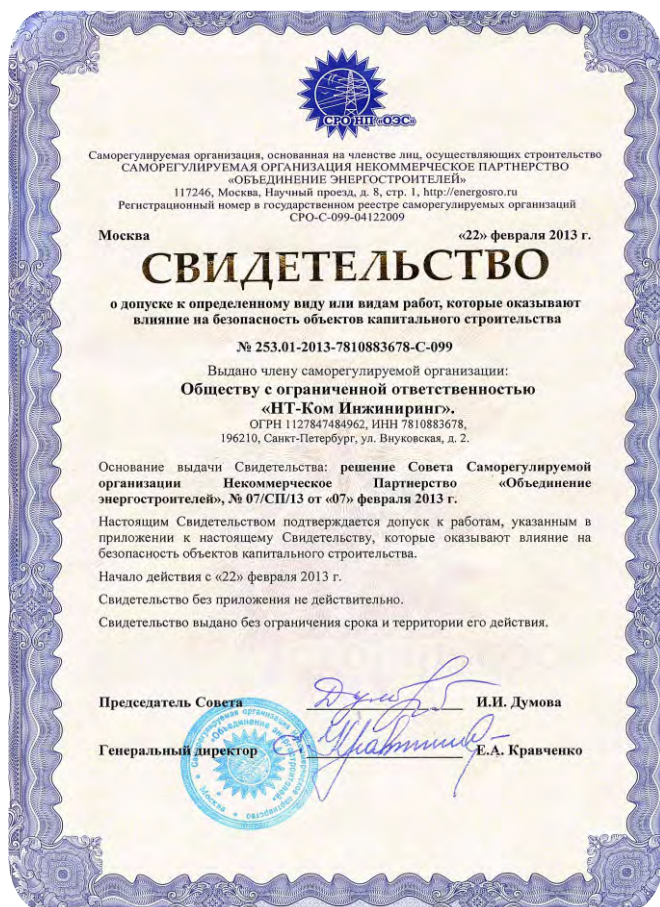 СРО НП «ОЭС»
Саморегулируемая организация, основанная на членстве лиц, осуществляющих строительство
САМОРЕГУЛИРУЕМАЯ ОРГАНИЗАЦИЯ НЕКОММЕРЧЕСКОЕ ПАРТНЕРСТВО
«ОБЪЕДИНЕНИЕ ЭНЕРГОСТРОИТЕЛЕЙ»
117246, Москва, Научный проезд, д. 8, стр. 1, http://energosro.ru
Регистрационный номер в государственном реестре саморегулируемых организаций
СРО-С-099-04122009
Москва «22» февраля 2013 г.
СВИДЕТЕЛЬСТВО
о допуске к определенному виду или видам работ, которые оказывают
влияние на безопасность объектов капитального строительства
№ 253.01-2013-7810883678-С-099
Выдано члену саморегулируемой организации:
Обществу с ограниченной ответственностью
«НТ-Ком Инжиниринг».
ОГРН 1127847484962, ИНН 7810883678,
196210, Санкт-Петербург, ул. Внуковская, д. 2.
Основание выдачи Свидетельства: решение Совета Саморегулируемой
организации Некоммерческое Партнерство «Объединение
энергостроителей», № 07/СП/13 от «07» февраля 2013 г.
Настоящим Свидетельством подтверждается допуск к работам, указанным в
приложении к настоящему Свидетельству, которые оказывают влияние на
безопасность объектов капитального строительства.
Начало действия с «22» февраля 2013 г.
Свидетельство без приложения не действительно.
Свидетельство выдано без ограничения срока и территории его действия.
Председатель Совета И.И. Думова
Генеральный директор Е.А. Кравченко
Саморегулируемая организация Некоммерческое партнерство
«Объединение энергостроителей»
Москва